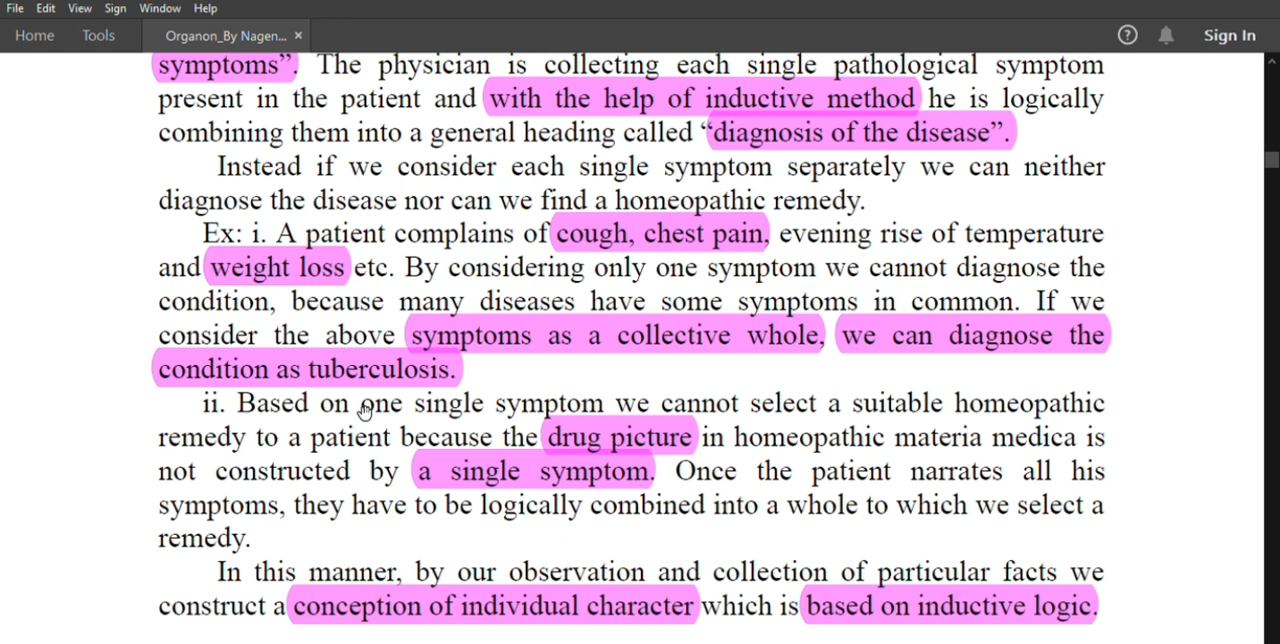 File Edit View Sign Window Help
Home Tools Organon_By Nagen... × ? Sign In
symptoms”. The physician is collecting each single pathological symptom
present in the patient and with the help of inductive method he is logically
combining them into a general heading called “diagnosis of the disease”.
Instead if we consider each single symptom separately we can neither
diagnose the disease nor can we find a homeopathic remedy.
Ex: i. A patient complains of cough, chest pain, evening rise of temperature
and weight loss etc. By considering only one symptom we cannot diagnose the
condition, because many diseases have some symptoms in common. If we
consider the above symptoms as a collective whole, we can diagnose the
condition as tuberculosis.
ii. Based on one single symptom we cannot select a suitable homeopathic
remedy to a patient because the drug picture in homeopathic materia medica is
not constructed by a single symptom. Once the patient narrates all his
symptoms, they have to be logically combined into a whole to which we select a
remedy.
In this manner, by our observation and collection of particular facts we
construct a conception of individual character which is based on inductive logic.